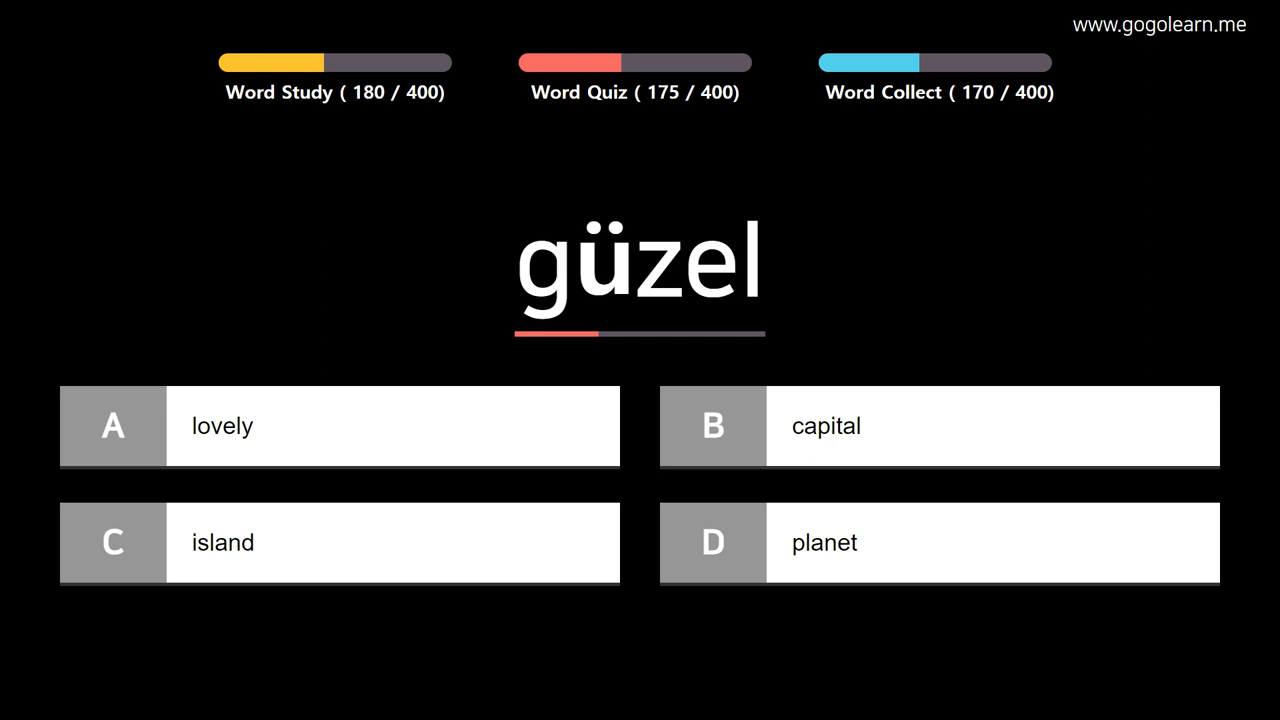 www.gogolearn.me
Word Study ( 180 / 400)
Word Quiz ( 175 / 400)
Word Collect ( 170 / 400)
güzel
A lovely
B capital
C island
D planet